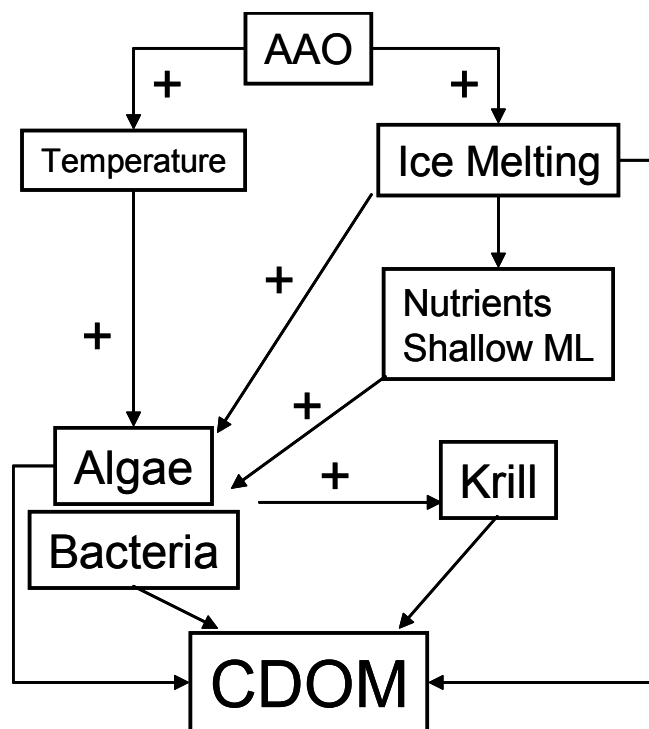 AAO
+
+
Temperature
Ice Melting
+
Nutrients
Shallow ML
+
+
Algae
+
Krill
Bacteria
CDOM